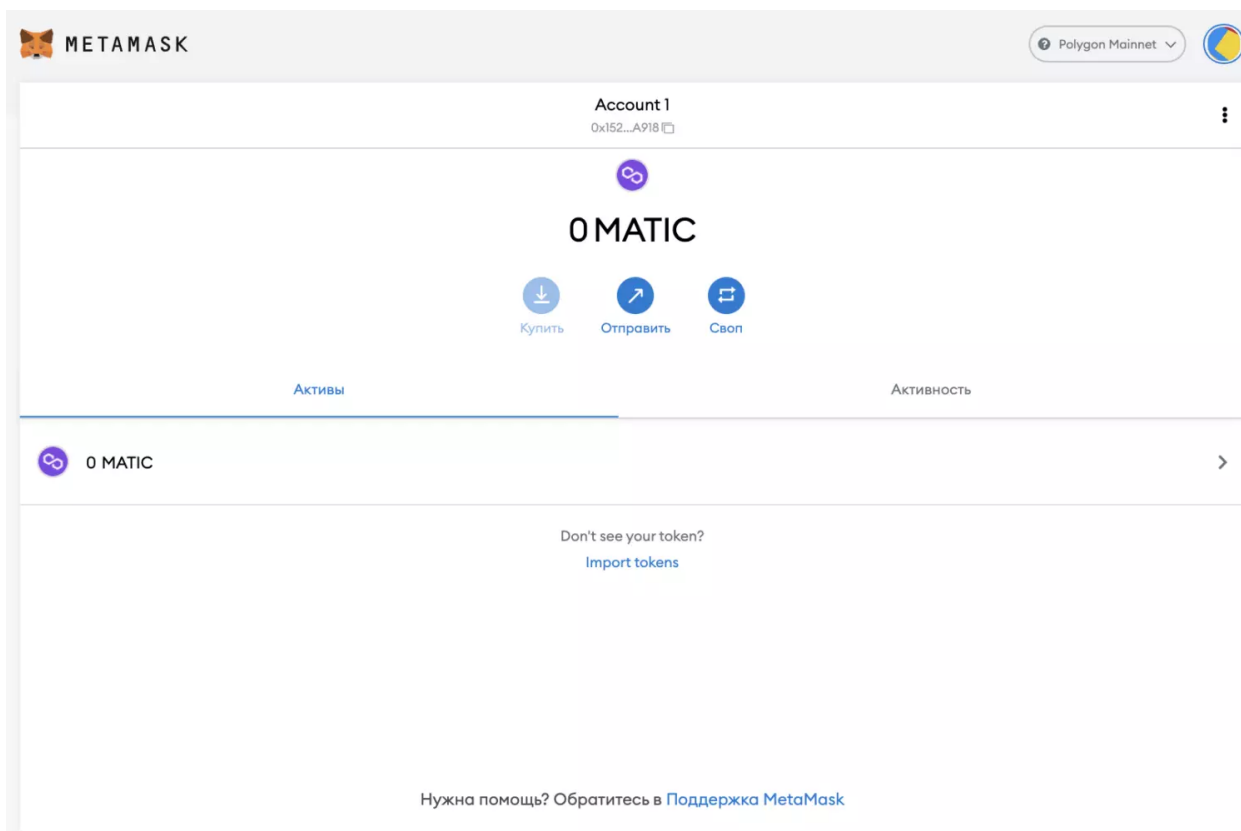 METAMASK
Polygon Mainnet
Account 1
0x152...A918
0 MATIC
Купить
Отправить
Своп
Активы
Активность
0 MATIC
Don't see your token?
Import tokens
Нужна помощь? Обратитесь в Поддержка MetaMask